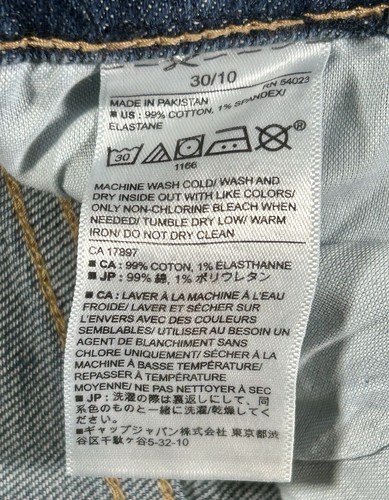 30/10
RN 54023
MADE IN PAKISTAN
■ US : 99% COTTON, 1% SPANDEX/
ELASTANE
30
®
1166
MACHINE WASH COLD/ WASH AND
DRY INSIDE OUT WITH LIKE COLORS/
ONLY NON-CHLORINE BLEACH WHEN
NEEDED/ TUMBLE DRY LOW/ WARM
IRON/ DO NOT DRY CLEAN
CA 17897
■ CA : 99% COTON, 1% ELASTHANNE
■ JP : 99% 綿, 1% ポリウレタン
■ CA : LAVER À LA MACHINE À L'EAU
FROIDE/ LAVER ET SÉCHER SUR
L'ENVERS AVEC DES COULEURS
SEMBLABLES/ UTILISER AU BESOIN UN
AGENT DE BLANCHIMENT SANS
CHLORE UNIQUEMENT/ SÉCHER À LA
MACHINE À BASSE TEMPÉRATURE/
REPASSER À TEMPÉRATURE
MOYENNE/ NE PAS NETTOYER À SEC
■ JP : 洗濯の際は裏返しにして、同
系色のものと一緒に洗濯/乾燥してく
ださい。
■ギャップジャパン株式会社 東京都渋
谷区千駄ヶ谷5-32-10